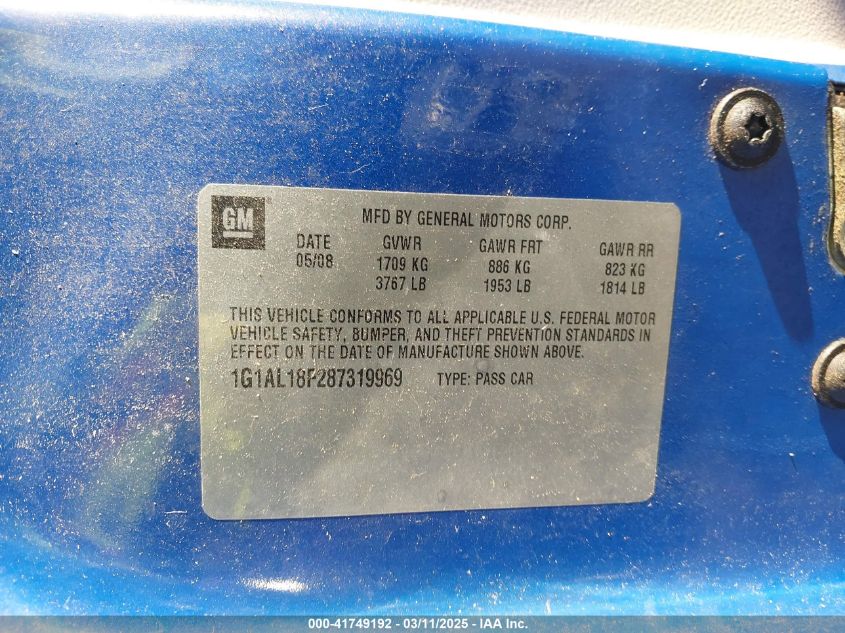 GM
MFD BY GENERAL MOTORS CORP.
DATE GVWR GAWR FRT GAWR RR
05/08 1709 KG 886 KG 823 KG
3767 LB 1953 LB 1814 LB
THIS VEHICLE CONFORMS TO ALL APPLICABLE U.S. FEDERAL MOTOR
VEHICLE SAFETY, BUMPER, AND THEFT PREVENTION STANDARDS IN
EFFECT ON THE DATE OF MANUFACTURE SHOWN ABOVE.
1G1AL18F287319969 TYPE: PASS CAR
000-41749192 - 03/11/2025 - IAA Inc.